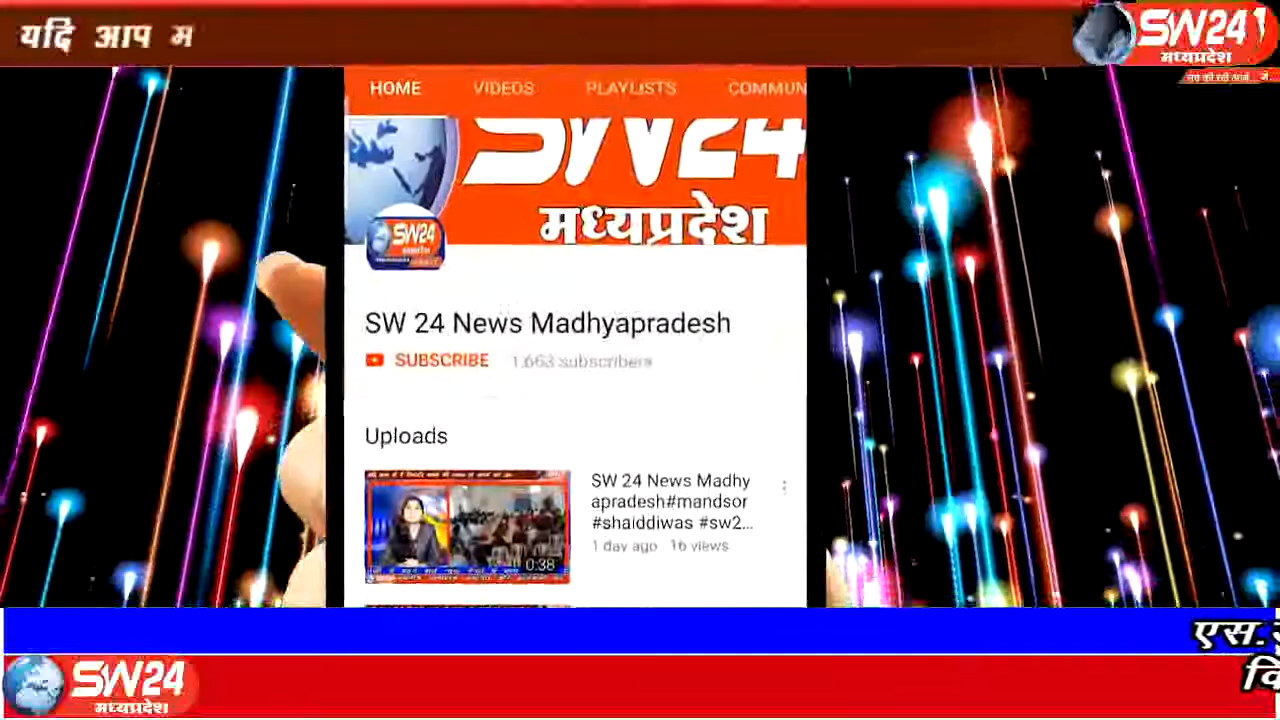 यदि आप म
SW24
मध्यप्रदेश
HOME VIDEOS PLAYLISTS COMMUN
SW24
मध्यप्रदेश
SW24
SW 24 News Madhyapradesh
SUBSCRIBE 1,663 subscribers
Uploads
SW 24 News Madhy
apradesh#mandsor
#shaiddiwas #sw2...
1 day ago 16 views
0:38
एस.
वि
SW24
मध्यप्रदेश